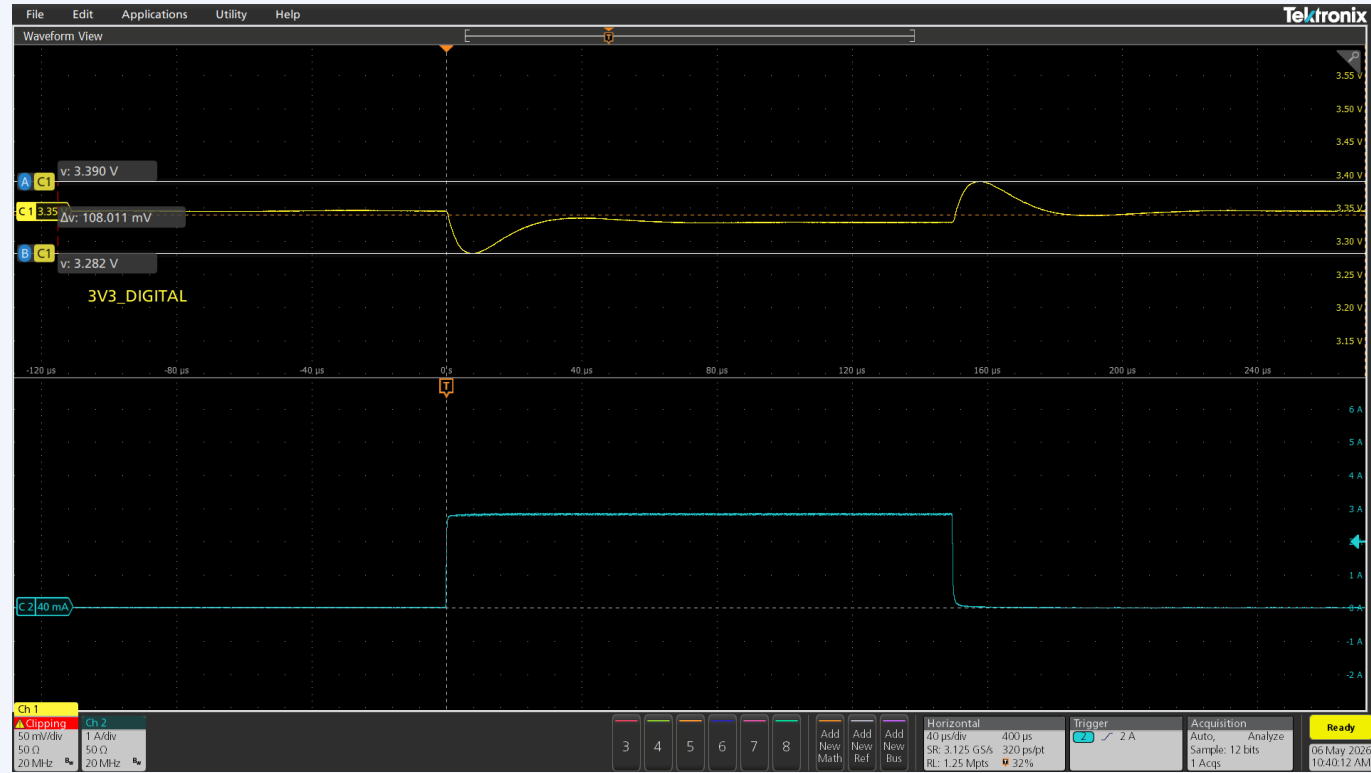 File Edit Applications Utility Help
Tektronix
Waveform View
T
3.55 V
3.50 V
3.45 V
v: 3.390 V
3.40 V
A C1
C 1 3.35
Δv: 108.011 mV
3.35 V
B C1
3.30 V
v: 3.282 V
3.25 V
3V3_DIGITAL
3.20 V
3.15 V
-120 µs -80 µs -40 µs 0 s 40 µs 80 µs 120 µs 160 µs 200 µs 240 µs
T
6 A
5 A
4 A
3 A
1 A
C 2 40 mA
0 A
-1 A
-2 A
Ch 1
Clipping
50 mV/div
50 Ω
20 MHz Bw
Ch 2
1 A/div
50 Ω
20 MHz Bw
3 4 5 6 7 8
Add New Math
Add New Ref
Add New Bus
Horizontal
40 µs/div 400 µs
SR: 3.125 GS/s 320 ps/pt
RL: 1.25 Mpts T 32%
Trigger
2 2 A
Acquisition
Auto, Analyze
Sample: 12 bits
1 Acqs
Ready
06 May 2026
10:40:12 AM